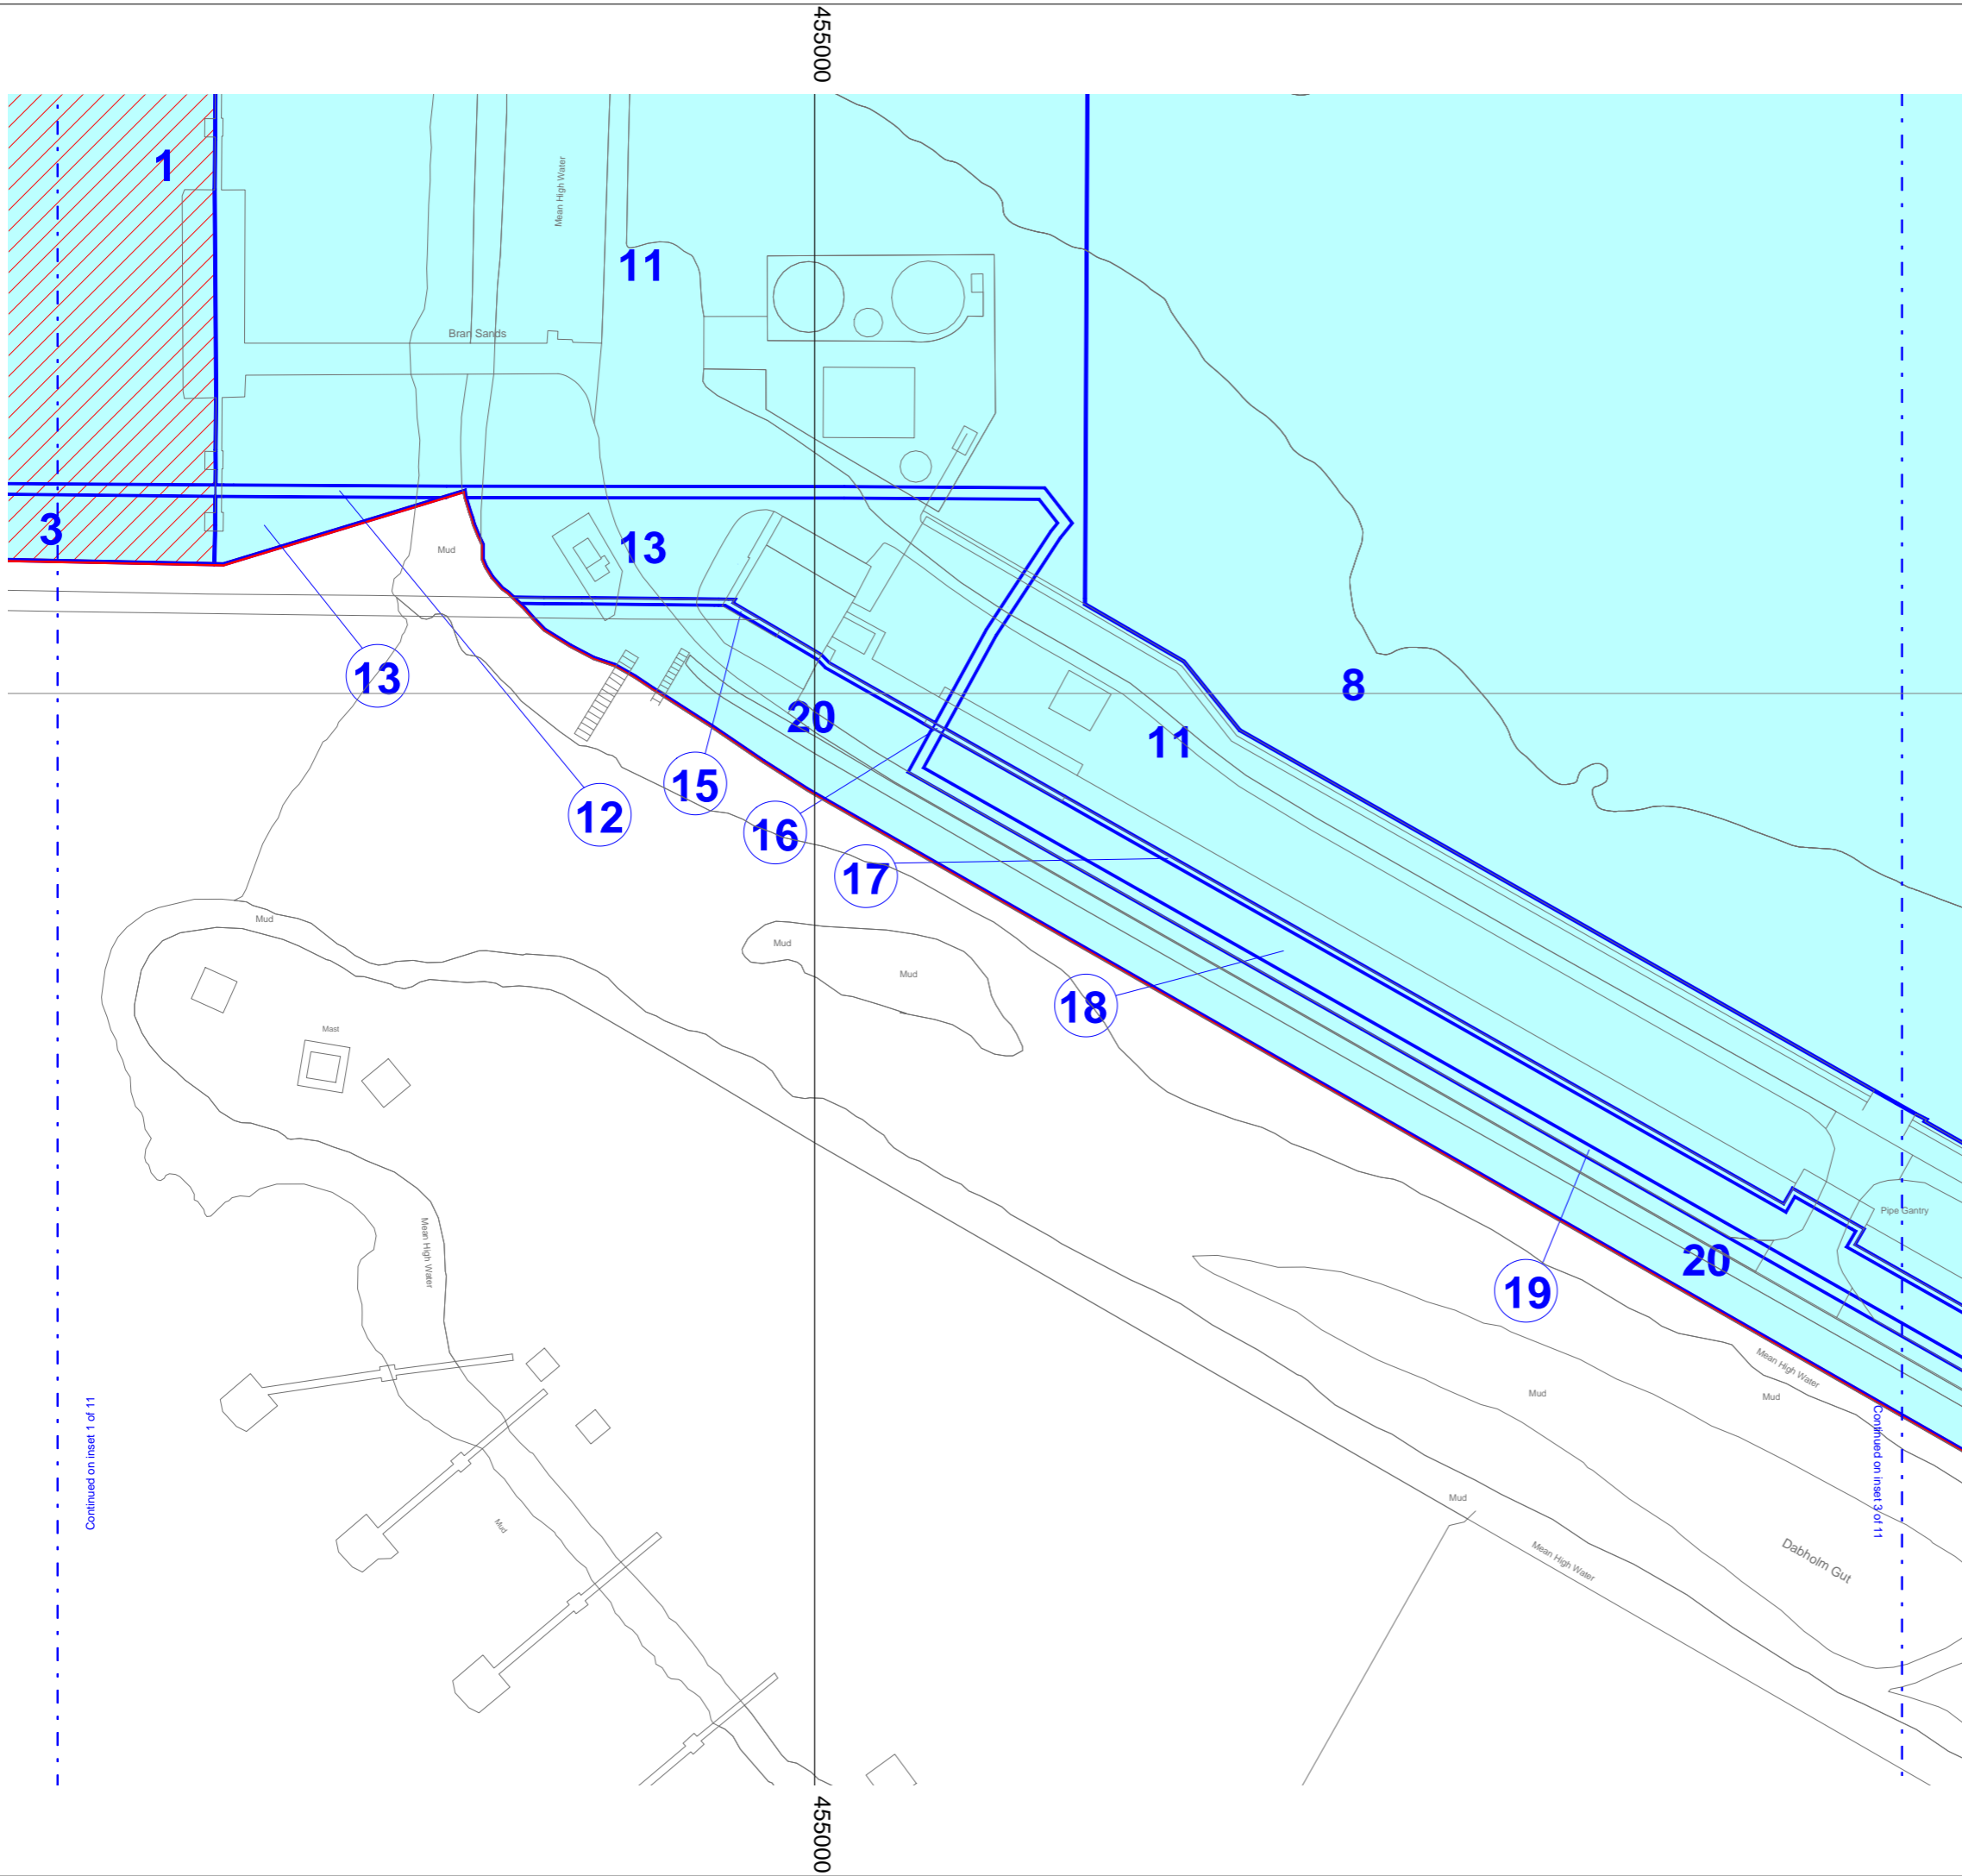 455000
1
Mean High Water
11
Bran Sands
3
Mud
13
13
8
20
11
15
12
16
17
Mud
Mud
Mud
18
Mast
Mean High Water
Pipe Gantry
20
19
Mean High Water
Mud
Mud
Continued on inset 1 of 11
Continued on inset 3 of 11
Mud
Mud
Mean High Water
Dabholm Gut
455000